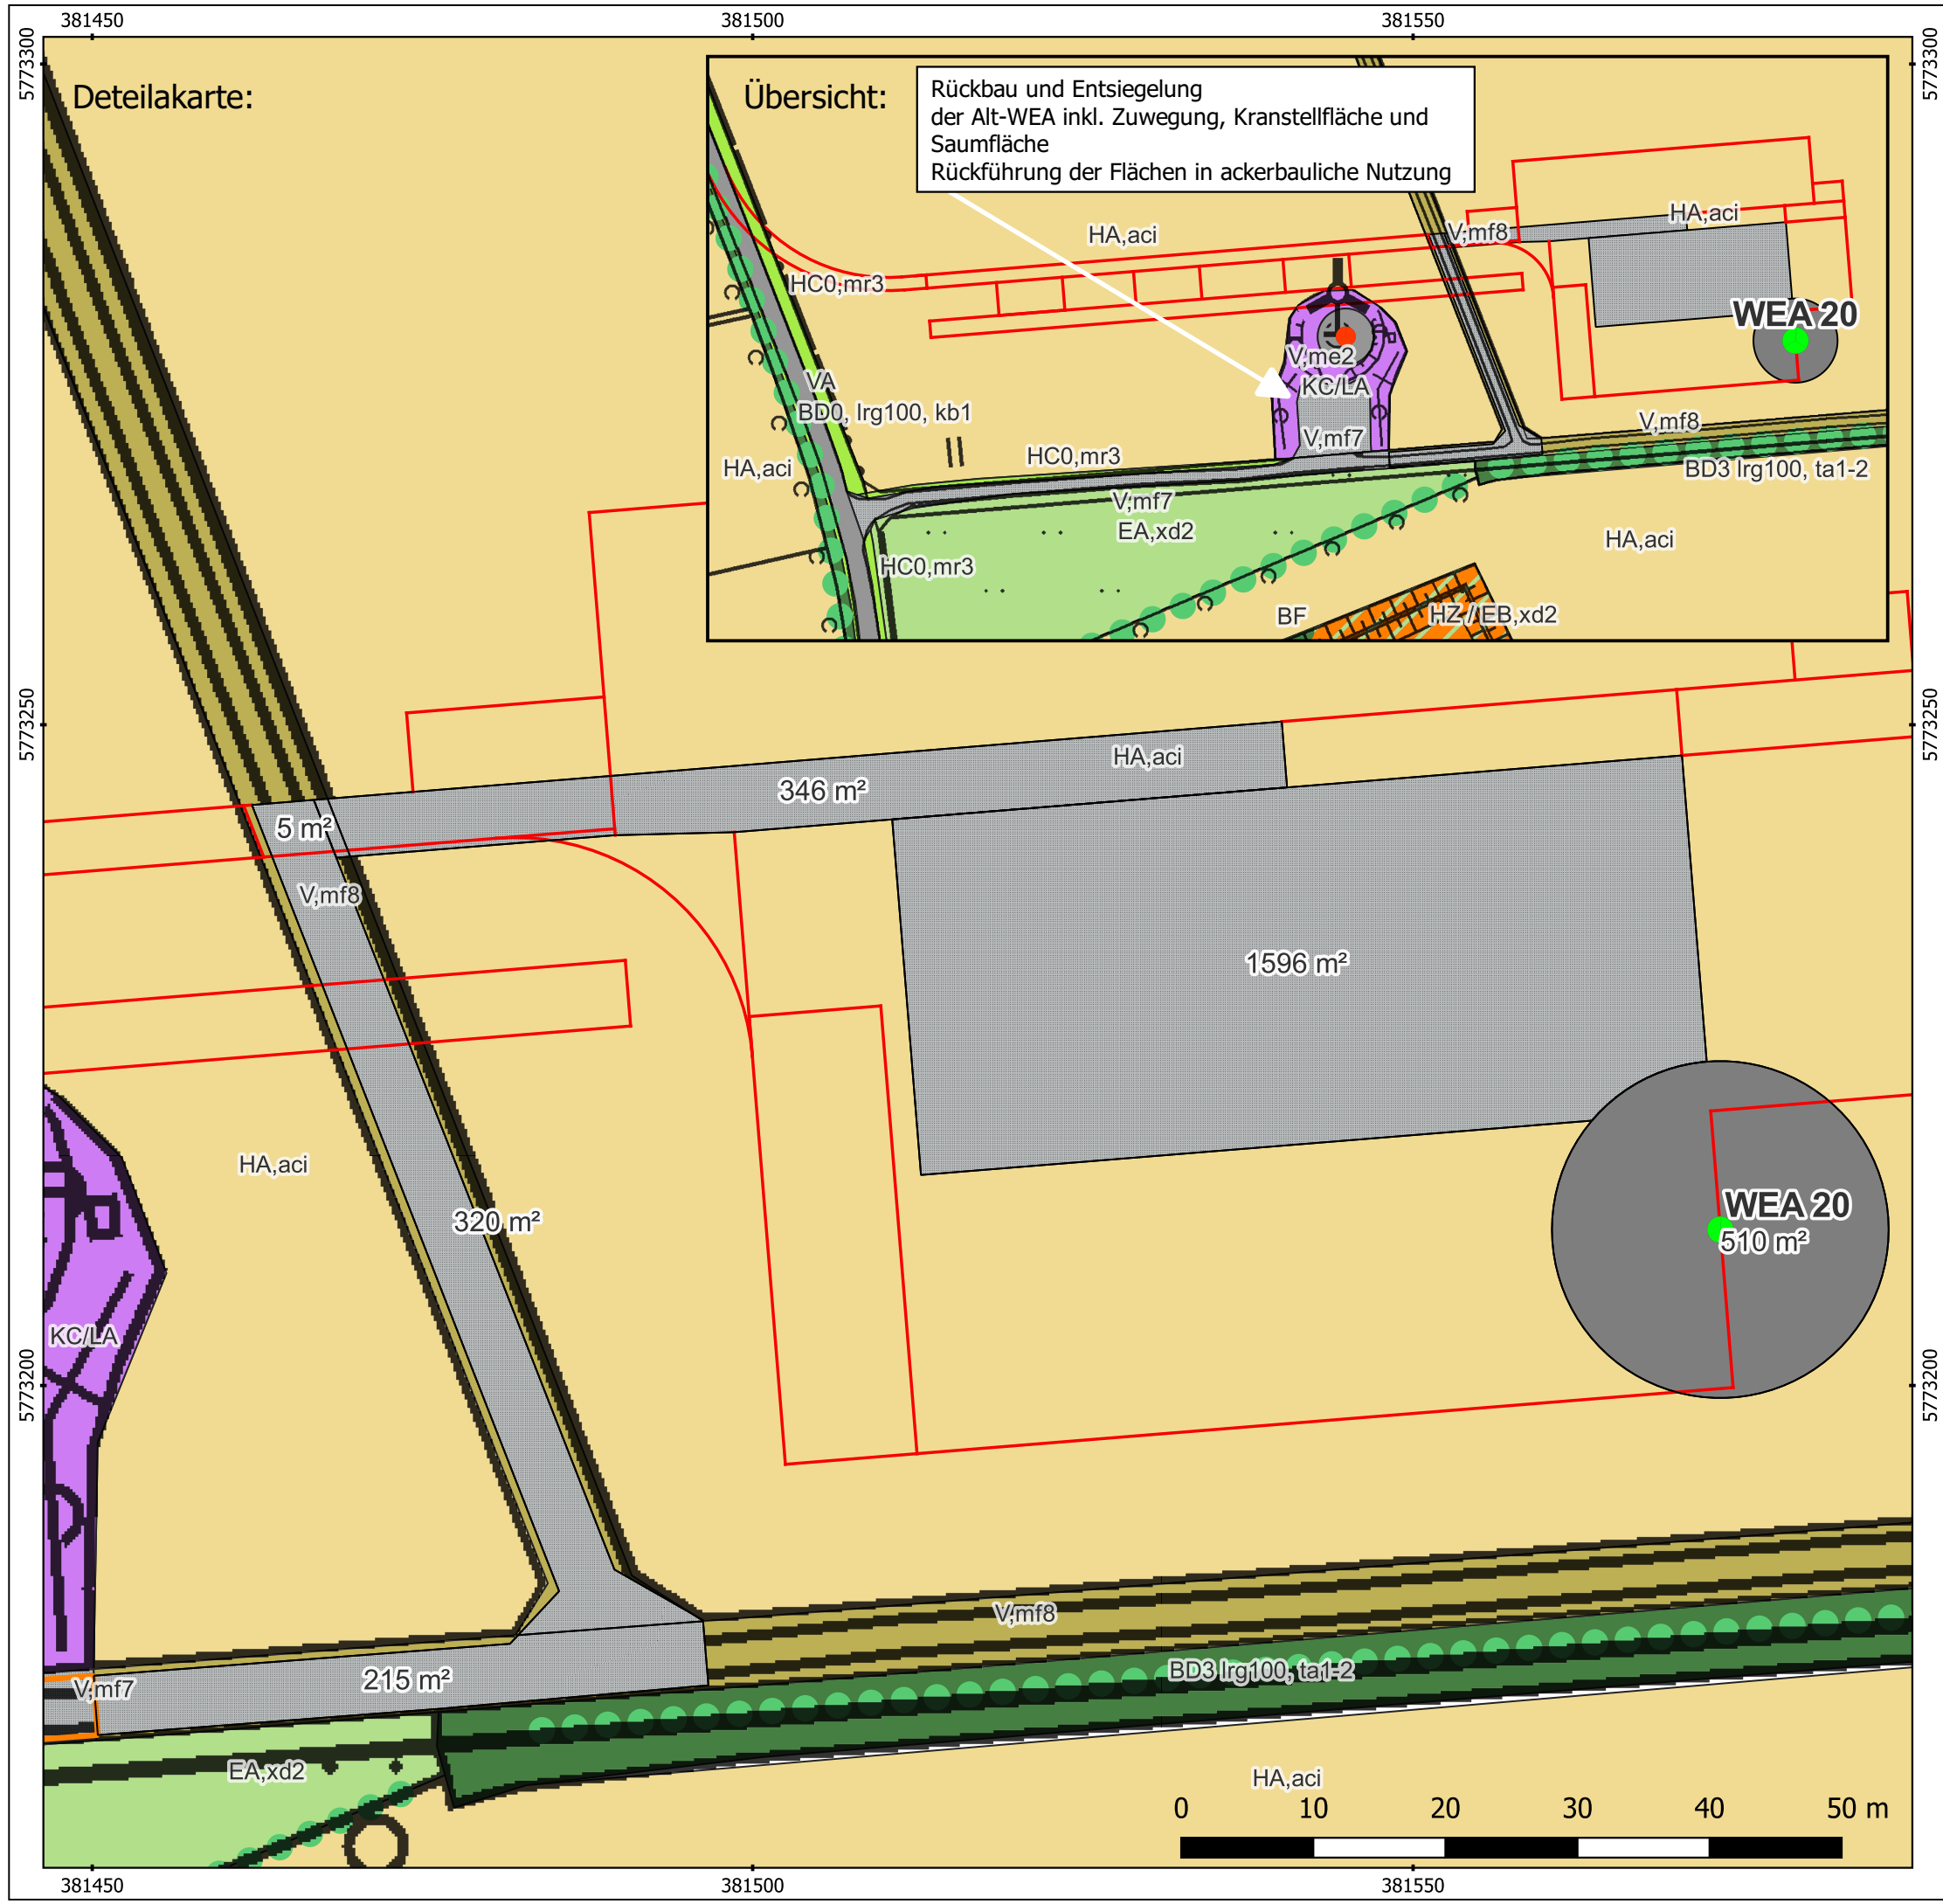 381450
381500
381550
5773300
5773300
Deteilakarte:
Übersicht:
Rückbau und Entsiegelung
der Alt-WEA inkl. Zuwegung, Kranstellfläche und
Saumfläche
Rückführung der Flächen in ackerbauliche Nutzung
HA,aci
V,mf8
HA,aci
HC0,mr3
WEA 20
V,me2
KC/LA
VA
BD0, lrg100, kb1
V,mf8
V,mf7
HA,aci
HC0,mr3
BD3 lrg100, ta1-2
V,mf7
EA,xd2
HA,aci
HC0,mr3
BF
HZ / EB,xd2
5773250
5773250
HA,aci
346 m²
5 m²
V,mf8
1596 m²
HA,aci
WEA 20
320 m²
510 m²
KC/LA
5773200
5773200
V,mf8
BD3 lrg100, ta1-2
215 m²
V,mf7
EA,xd2
HA,aci
0 10 20 30 40 50 m
381450
381500
381550